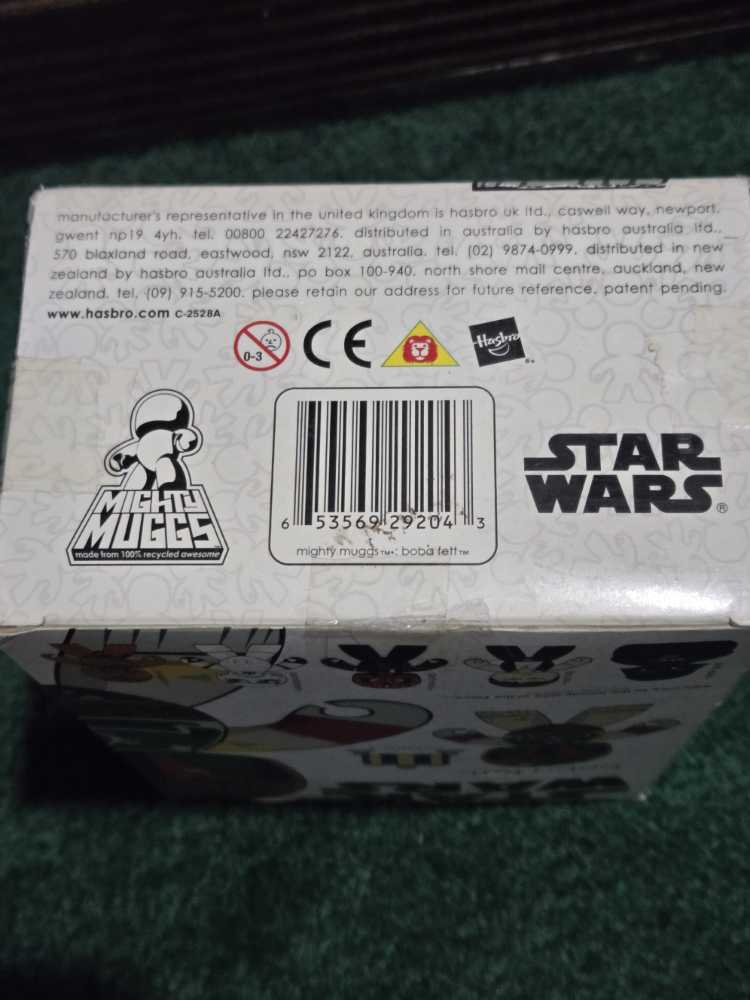 manufacturer's representative in the united kingdom is hasbro uk ltd., caswell way, newport,
gwent np19 4yh. tel. 00800 22427276. distributed in australia by hasbro australia ltd.,
570 blaxland road, eastwood, nsw 2122, australia. tel. (02) 9874-0999. distributed in new
zealand by hasbro australia ltd., po box 100-940, north shore mail centre, auckland, new
zealand. tel. (09) 915-5200. please retain our address for future reference. patent pending.
www.hasbro.com C-2528A
0-3
CE
Hasbro
®.
MIGHTY
MUGGS
made from 100% recycled awesome
6 53569 29204 3
mighty muggs™: boba fett™
STAR
WARS®
STAR
WARS